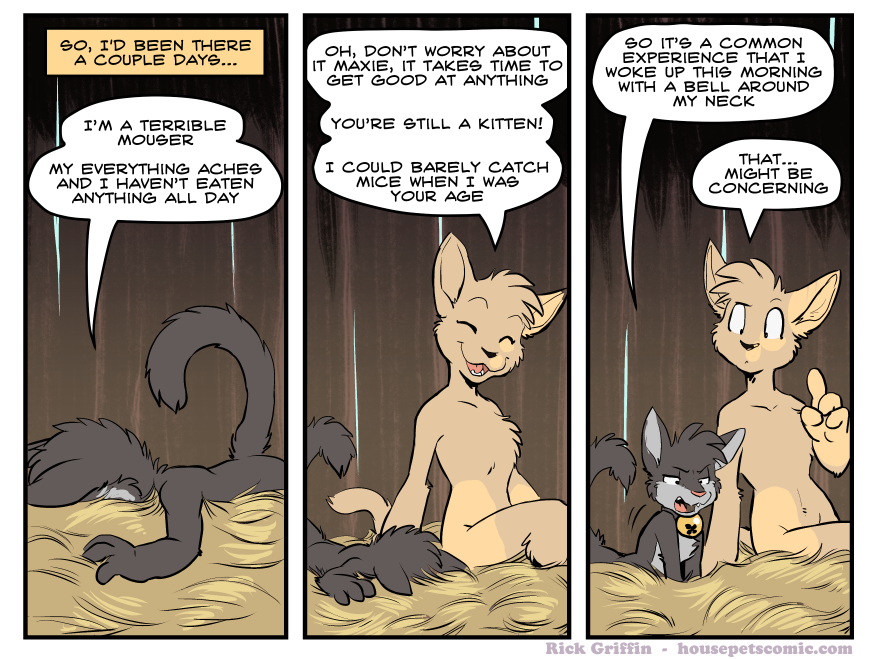 SO, I'D BEEN THERE
A COUPLE DAYS...
I'M A TERRIBLE
MOUSER
MY EVERYTHING ACHES
AND I HAVEN'T EATEN
ANYTHING ALL DAY
OH, DON'T WORRY ABOUT
IT MAXIE, IT TAKES TIME TO
GET GOOD AT ANYTHING
YOU'RE STILL A KITTEN!
I COULD BARELY CATCH
MICE WHEN I WAS
YOUR AGE
SO IT'S A COMMON
EXPERIENCE THAT I
WOKE UP THIS MORNING
WITH A BELL AROUND
MY NECK
THAT...
MIGHT BE
CONCERNING
Rick Griffin - housepetscomic.com